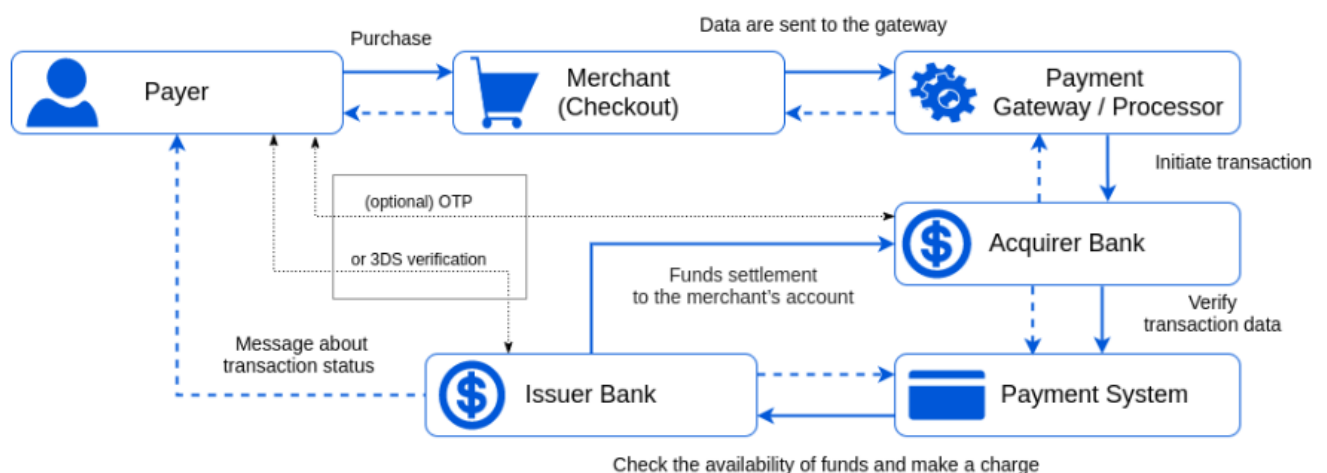 Data are sent to the gateway
Purchase
Payer
Merchant
(Checkout)
Payment
Gateway / Processor
Initiate transaction
(optional) OTP
Acquirer Bank
or 3DS verification
Funds settlement
to the merchant's account
Verify
transaction data
Message about
transaction status
Issuer Bank
Payment System
Check the availability of funds and make a charge